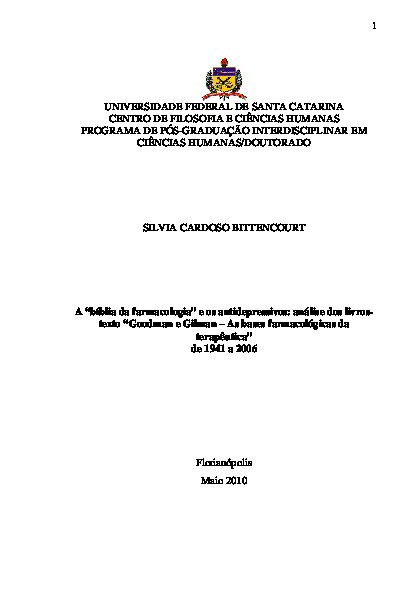 1
UNIVERSIDADE FEDERAL DE SANTA CATARINA
CENTRO DE FILOSOFIA E CIÊNCIAS HUMANAS
PROGRAMA DE PÓS-GRADUAÇÃO INTERDISCIPLINAR EM
CIÊNCIAS HUMANAS/DOUTORADO
SILVIA CARDOSO BITTENCOURT
A “bíblia da farmacologia” e os antidepressivos: análise dos livros-
texto “Goodman e Gilman – As bases farmacológicas da
terapêutica”
de 1941 a 2006
Florianópolis
Maio 2010